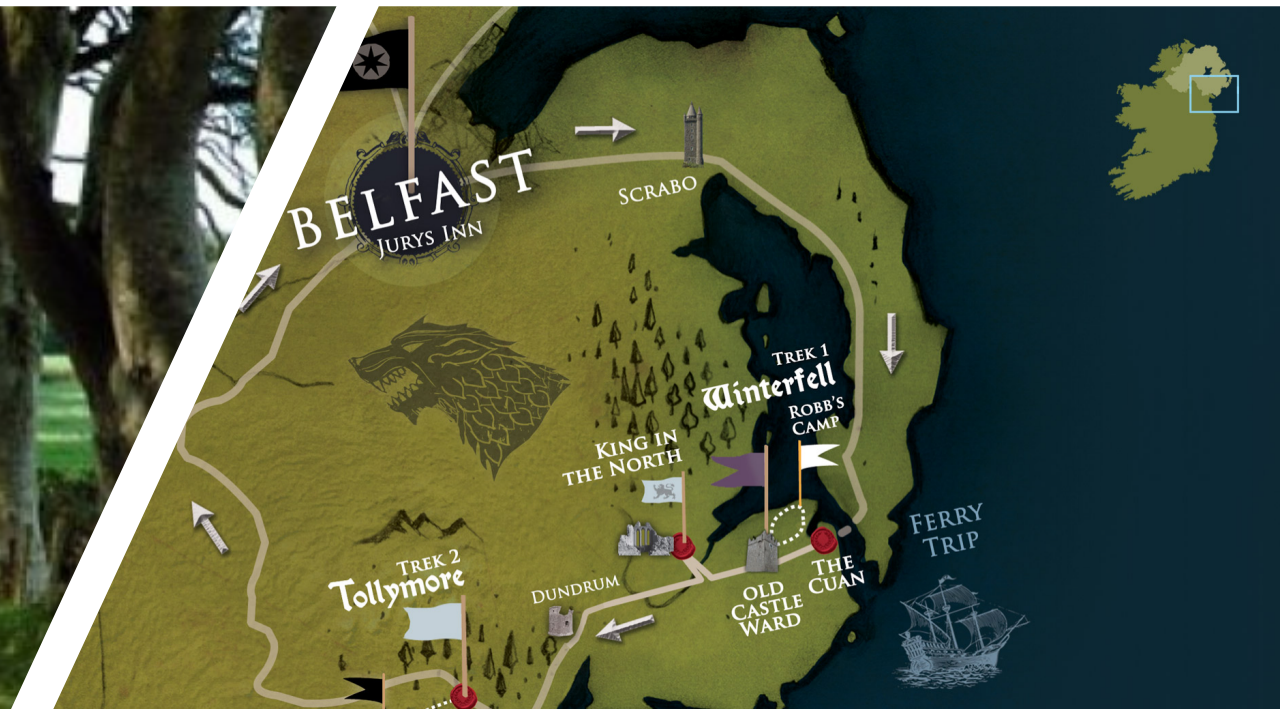 BELFAST
JURYS INN
SCRABO
TREK 1
Winterfell
ROBB'S
CAMP
KING IN
THE NORTH
FERRY
TRIP
TREK 2
Tollymore
DUNDRUM
THE
CUAN
OLD
CASTLE
WARD